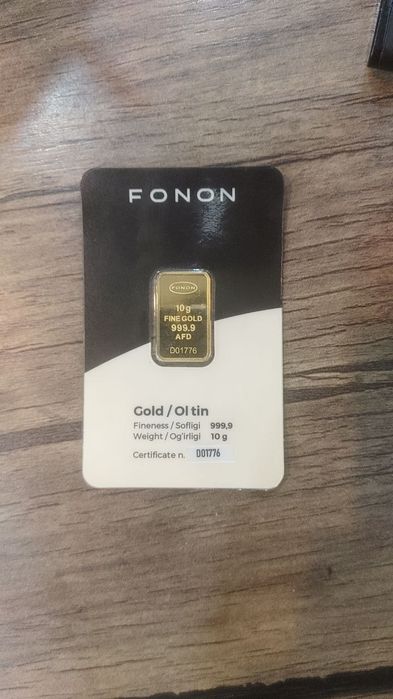 FONON
FONON
10g
FINE GOLD
999.9
AFD
D01776
Gold / Ol tin
Fineness / Sofligi 999,9
Weight / Og'irligi 10 g
Certificate n. D01776